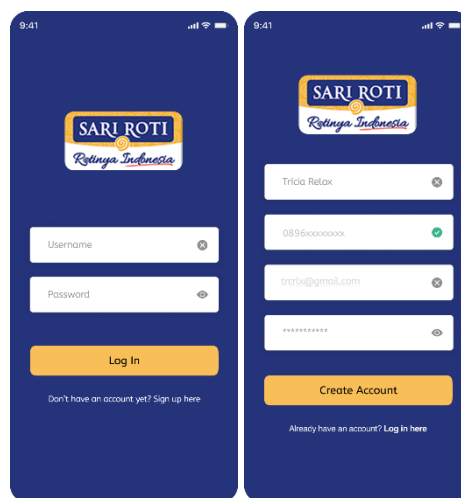 9:41
SARI ROTI
Rotinya Indonesia
Username
Password
Log In
Don't have an account yet? Sign up here
9:41
SARI ROTI
Rotinya Indonesia
Tricia Relox
0896xxxxxxxx
trcrlx@gmail.com
***********
Create Account
Already have an account? Log in here